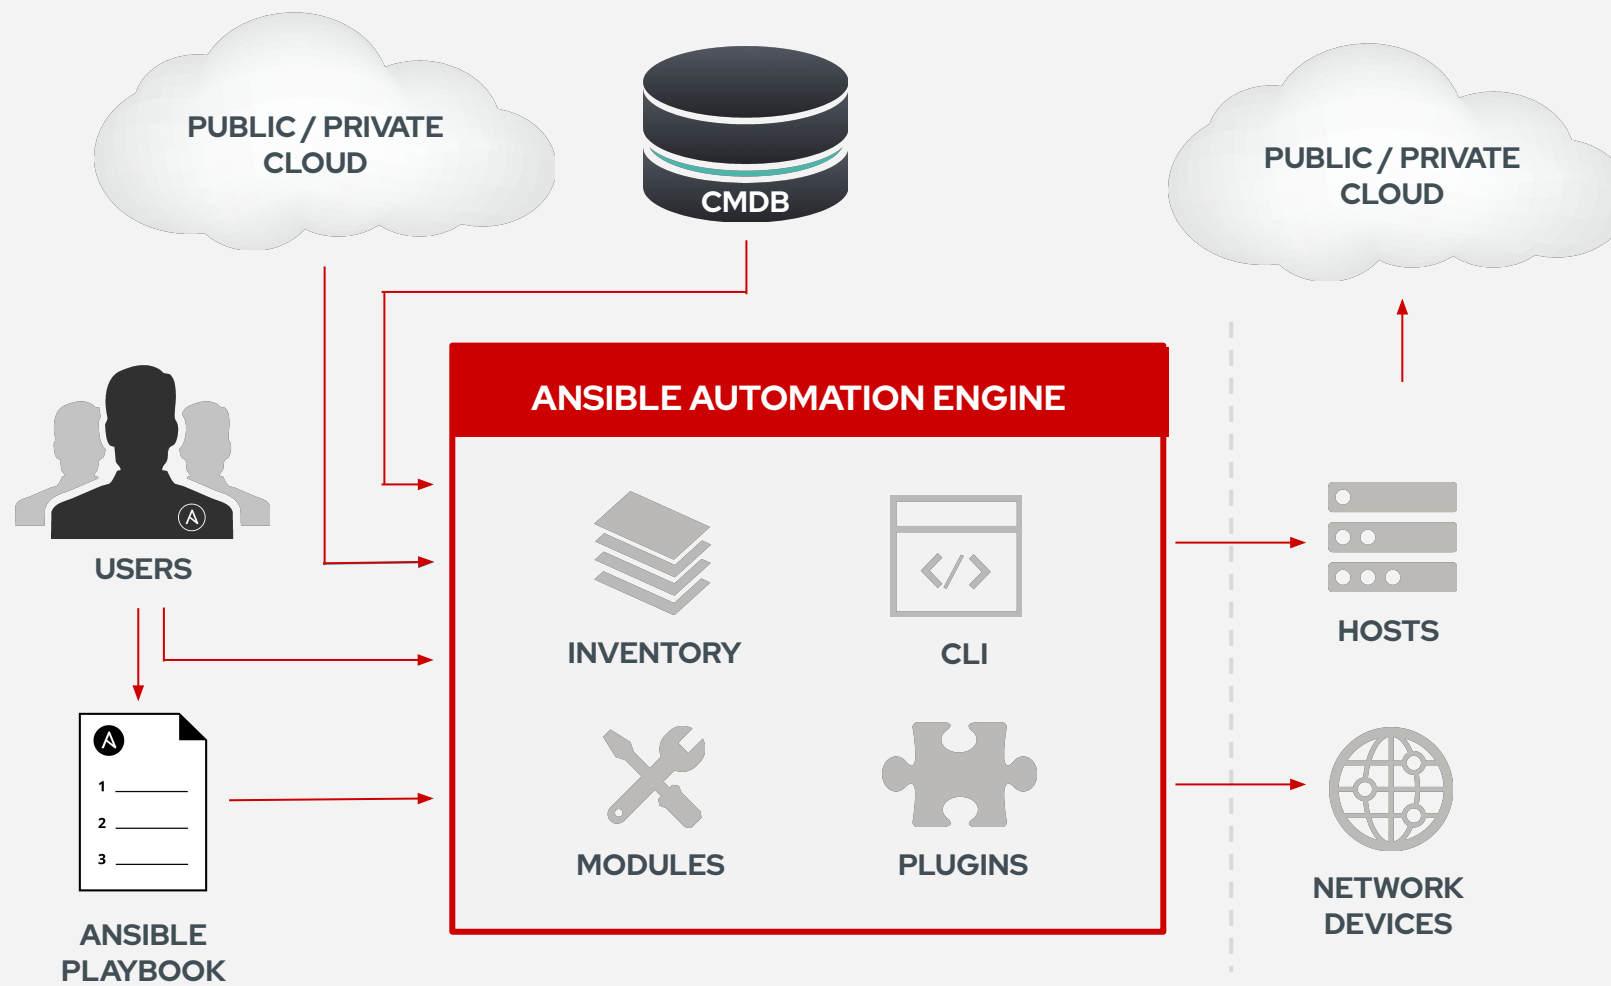 PUBLIC / PRIVATE
CLOUD
CMDB
PUBLIC / PRIVATE
CLOUD
ANSIBLE AUTOMATION ENGINE
USERS
INVENTORY
CLI
HOSTS
MODULES
PLUGINS
NETWORK
DEVICES
1
2
3
ANSIBLE
PLAYBOOK